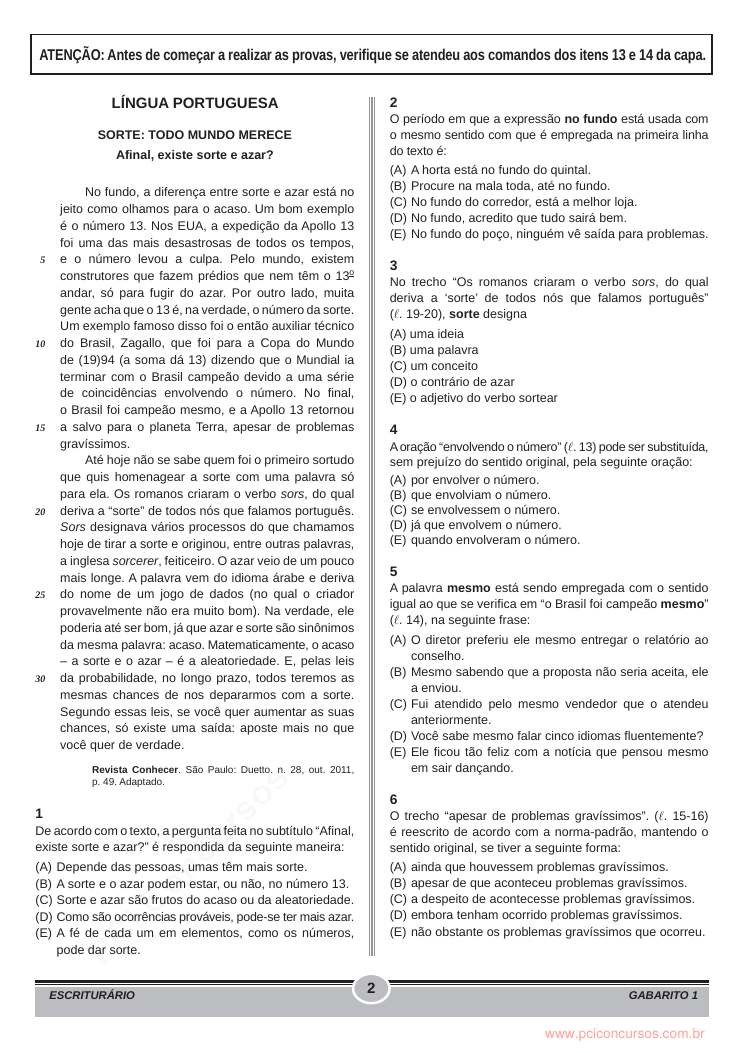 ATENÇÃO: Antes de começar a realizar as provas, verifique se atendeu aos comandos dos itens 13 e 14 da capa.
LÍNGUA PORTUGUESA
SORTE: TODO MUNDO MERECE
Afinal, existe sorte e azar?
No fundo, a diferença entre sorte e azar está no
jeito como olhamos para o acaso. Um bom exemplo
é o número 13. Nos EUA, a expedição da Apollo 13
foi uma das mais desastrosas de todos os tempos,
5 e o número levou a culpa. Pelo mundo, existem
construtores que fazem prédios que nem têm o 13º
andar, só para fugir do azar. Por outro lado, muita
gente acha que o 13 é, na verdade, o número da sorte.
Um exemplo famoso disso foi o então auxiliar técnico
10 do Brasil, Zagallo, que foi para a Copa do Mundo
de (19)94 (a soma dá 13) dizendo que o Mundial ia
terminar com o Brasil campeão devido a uma série
de coincidências envolvendo o número. No final,
o Brasil foi campeão mesmo, e a Apollo 13 retornou
15 a salvo para o planeta Terra, apesar de problemas
gravíssimos.
Até hoje não se sabe quem foi o primeiro sortudo
que quis homenagear a sorte com uma palavra só
para ela. Os romanos criaram o verbo sors, do qual
20 deriva a “sorte” de todos nós que falamos português.
Sors designava vários processos do que chamamos
hoje de tirar a sorte e originou, entre outras palavras,
a inglesa sorcerer, feiticeiro. O azar veio de um pouco
mais longe. A palavra vem do idioma árabe e deriva
25 do nome de um jogo de dados (no qual o criador
provavelmente não era muito bom). Na verdade, ele
poderia até ser bom, já que azar e sorte são sinônimos
da mesma palavra: acaso. Matematicamente, o acaso
– a sorte e o azar – é a aleatoriedade. E, pelas leis
30 da probabilidade, no longo prazo, todos teremos as
mesmas chances de nos depararmos com a sorte.
Segundo essas leis, se você quer aumentar as suas
chances, só existe uma saída: aposte mais no que
você quer de verdade.
Revista Conhecer. São Paulo: Duetto. n. 28, out. 2011,
p. 49. Adaptado.
1
De acordo com o texto, a pergunta feita no subtítulo “Afinal,
existe sorte e azar?” é respondida da seguinte maneira:
(A) Depende das pessoas, umas têm mais sorte.
(B) A sorte e o azar podem estar, ou não, no número 13.
(C) Sorte e azar são frutos do acaso ou da aleatoriedade.
(D) Como são ocorrências prováveis, pode-se ter mais azar.
(E) A fé de cada um em elementos, como os números,
pode dar sorte.
2
O período em que a expressão no fundo está usada com
o mesmo sentido com que é empregada na primeira linha
do texto é:
(A) A horta está no fundo do quintal.
(B) Procure na mala toda, até no fundo.
(C) No fundo do corredor, está a melhor loja.
(D) No fundo, acredito que tudo sairá bem.
(E) No fundo do poço, ninguém vê saída para problemas.
3
No trecho “Os romanos criaram o verbo sors, do qual
deriva a ‘sorte’ de todos nós que falamos português”
(ℓ. 19-20), sorte designa
(A) uma ideia
(B) uma palavra
(C) um conceito
(D) o contrário de azar
(E) o adjetivo do verbo sortear
4
A oração “envolvendo o número” (ℓ. 13) pode ser substituída,
sem prejuízo do sentido original, pela seguinte oração:
(A) por envolver o número.
(B) que envolviam o número.
(C) se envolvessem o número.
(D) já que envolvem o número.
(E) quando envolveram o número.
5
A palavra mesmo está sendo empregada com o sentido
igual ao que se verifica em “o Brasil foi campeão mesmo”
(ℓ. 14), na seguinte frase:
(A) O diretor preferiu ele mesmo entregar o relatório ao
conselho.
(B) Mesmo sabendo que a proposta não seria aceita, ele
a enviou.
(C) Fui atendido pelo mesmo vendedor que o atendeu
anteriormente.
(D) Você sabe mesmo falar cinco idiomas fluentemente?
(E) Ele ficou tão feliz com a notícia que pensou mesmo
em sair dançando.
6
O trecho “apesar de problemas gravíssimos”. (ℓ. 15-16)
é reescrito de acordo com a norma-padrão, mantendo o
sentido original, se tiver a seguinte forma:
(A) ainda que houvessem problemas gravíssimos.
(B) apesar de que aconteceu problemas gravíssimos.
(C) a despeito de acontecesse problemas gravíssimos.
(D) embora tenham ocorrido problemas gravíssimos.
(E) não obstante os problemas gravíssimos que ocorreu.
ESCRITURÁRIO
2
GABARITO 1
www.pciconcursos.com.br